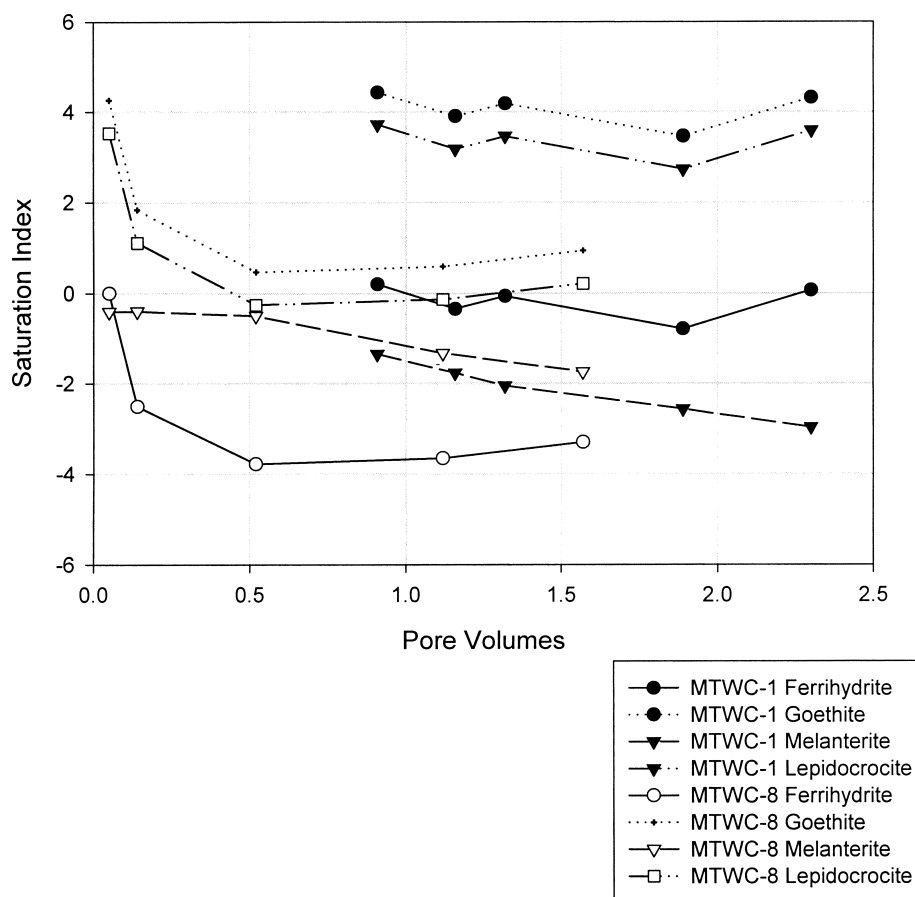 6
4
2
0
-2
-4
-6
Saturation Index
0.0 0.5 1.0 1.5 2.0 2.5
Pore Volumes
MTWC-1 Ferrihydrite
MTWC-1 Goethite
MTWC-1 Melanterite
MTWC-1 Lepidocrocite
MTWC-8 Ferrihydrite
MTWC-8 Goethite
MTWC-8 Melanterite
MTWC-8 Lepidocrocite